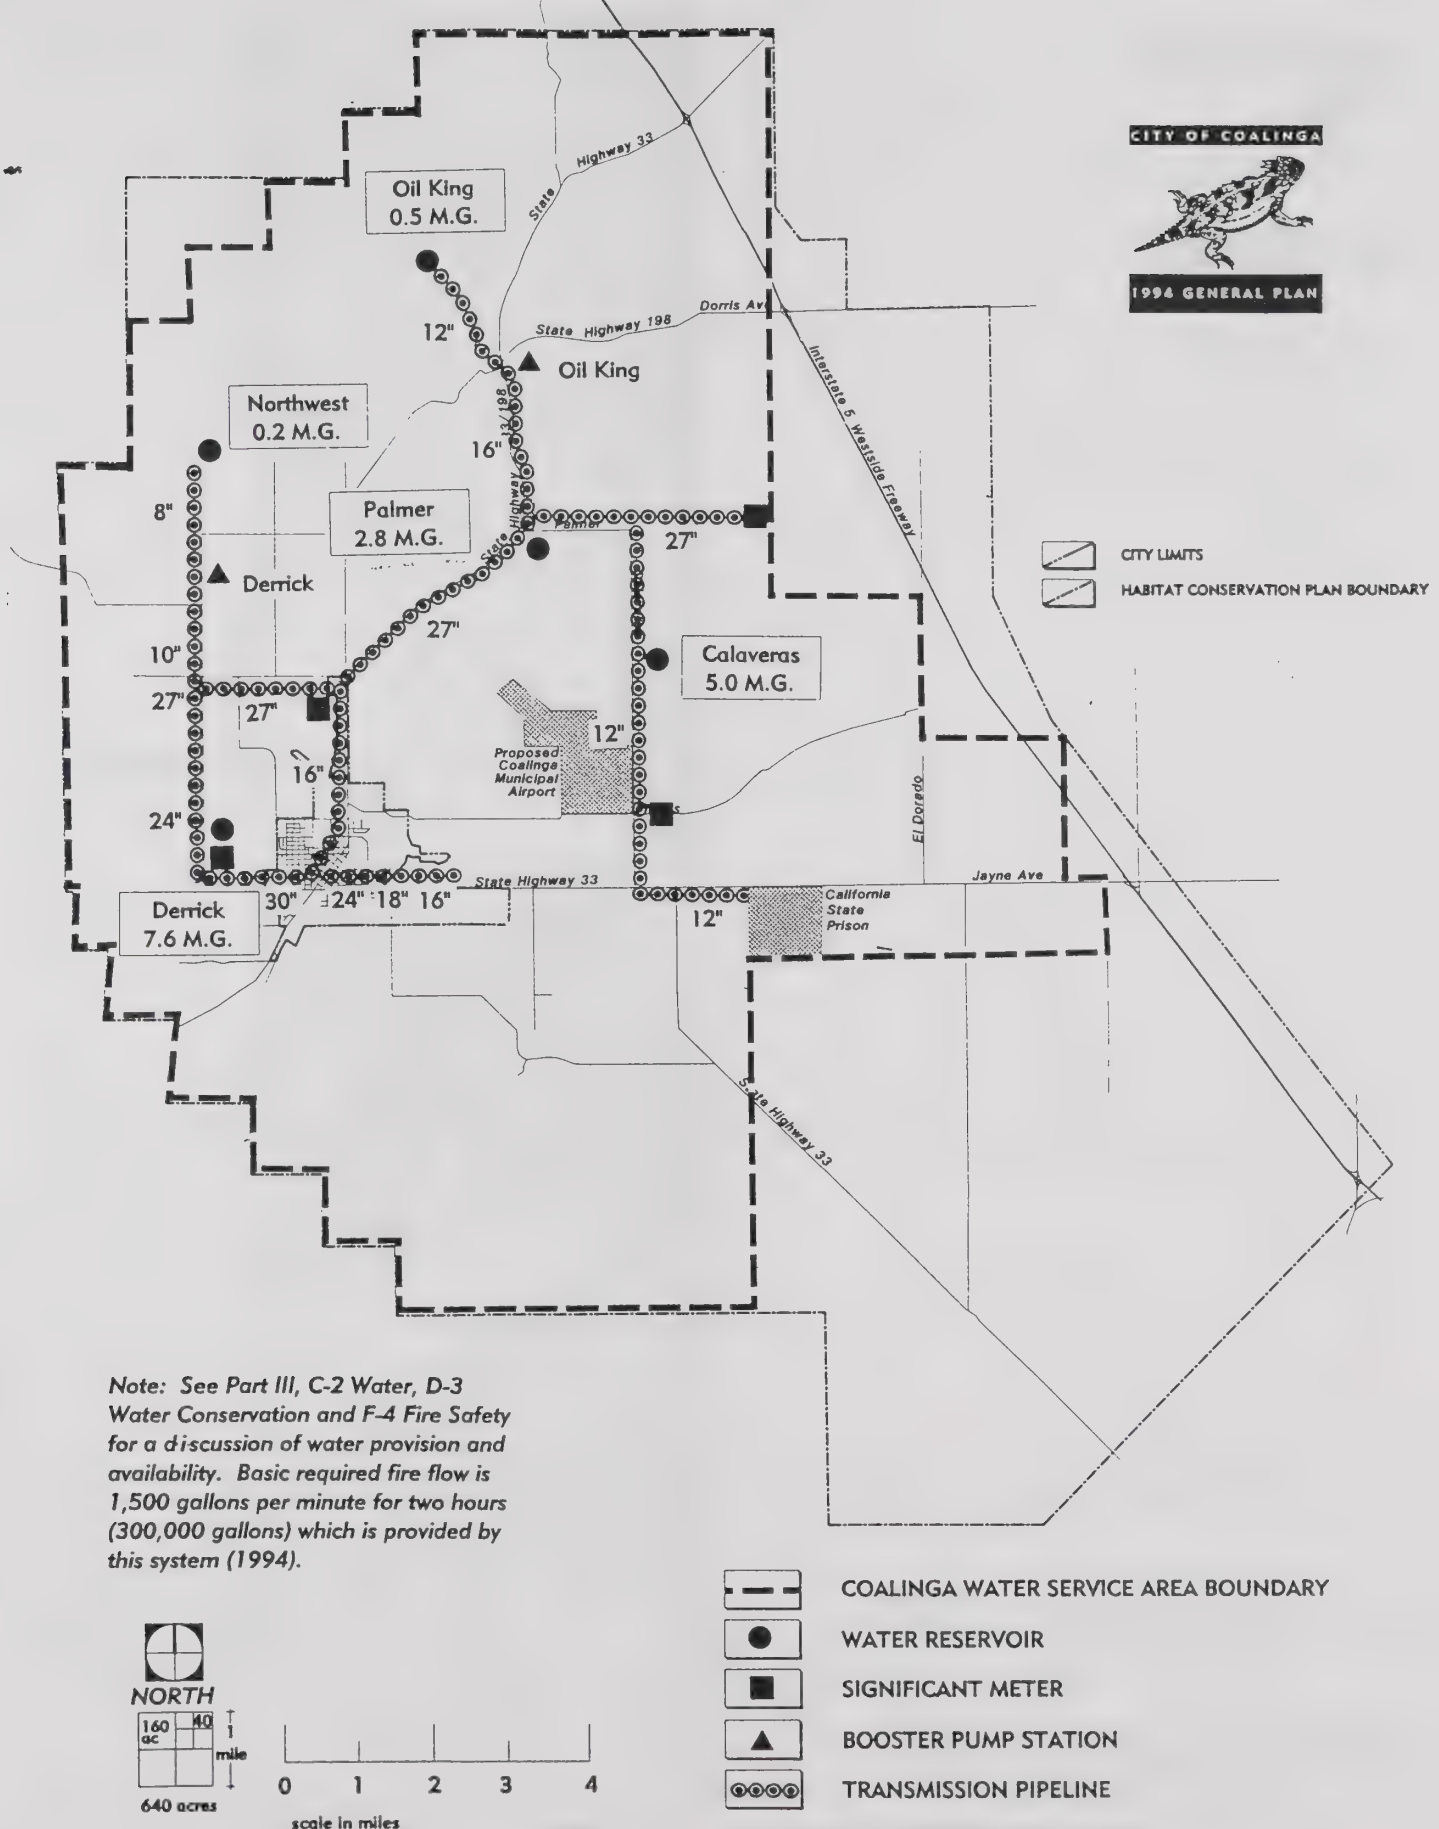 CITY OF COALINGA
1994 GENERAL PLAN
Highway 33
State
Oil King
0.5 M.G.
12"
Dorris Ave
State Highway 198
Oil King
Interstate 5 Westside Freeway
Northwest
0.2 M.G.
16"
Highway
State
8"
Palmer
2.8 M.G.
Palmer
27"
CITY LIMITS
HABITAT CONSERVATION PLAN BOUNDARY
Derrick
27"
10"
Calaveras
5.0 M.G.
27"
27"
12"
Proposed
Coalinga
Municipal
Airport
16"
El Dorado
24"
State Highway 33
Jayne Ave
30"
24"
18"
16"
California
State
Prison
12"
Derrick
7.6 M.G.
State Highway 33
Note: See Part III, C-2 Water, D-3
Water Conservation and F-4 Fire Safety
for a discussion of water provision and
availability. Basic required fire flow is
1,500 gallons per minute for two hours
(300,000 gallons) which is provided by
this system (1994).
COALINGA WATER SERVICE AREA BOUNDARY
WATER RESERVOIR
SIGNIFICANT METER
BOOSTER PUMP STATION
TRANSMISSION PIPELINE
NORTH
160
ac
40
1
mile
640 acres
0 1 2 3 4
scale in miles